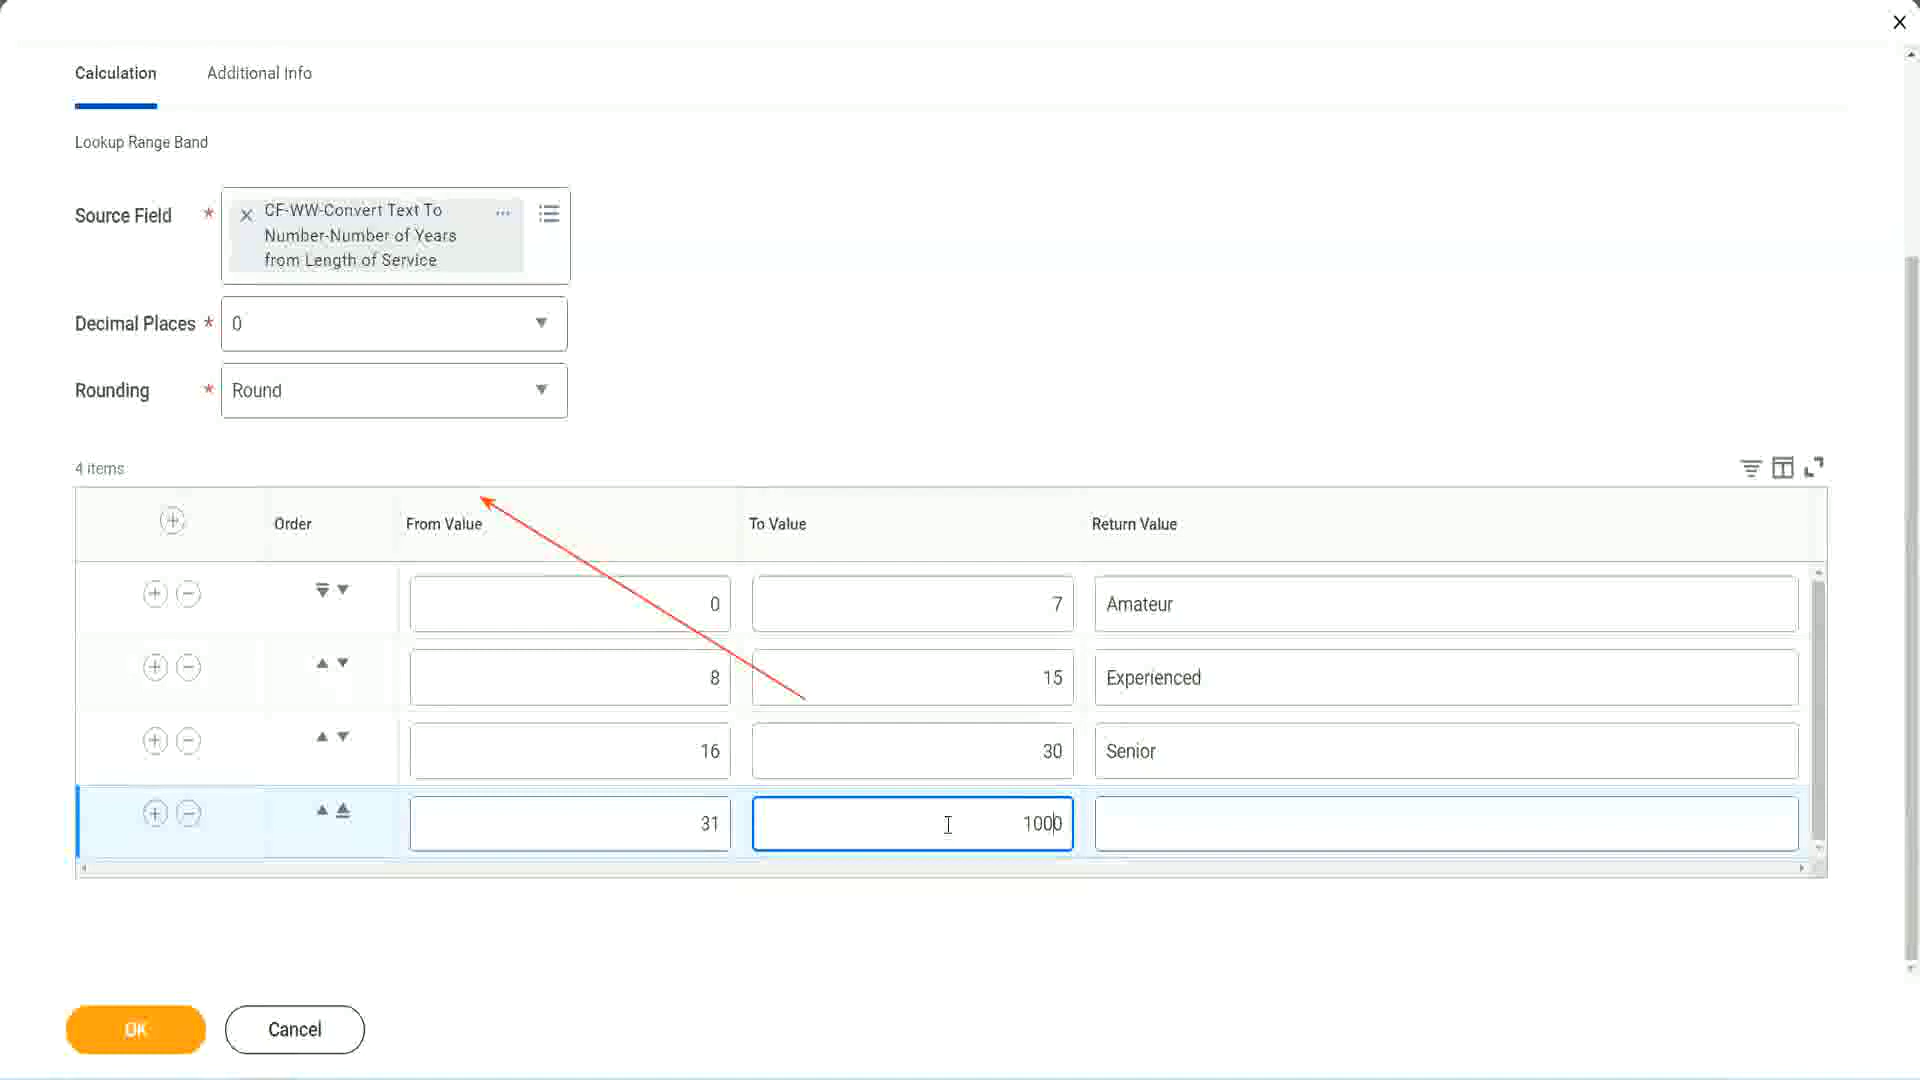 Calculation
Additional Info
Lookup Range Band
Source Field *
CF-WW-Convert Text To
Number-Number of Years
from Length of Service
Decimal Places * 0
Rounding * Round
4 items
Order From Value To Value Return Value
0 7 Amateur
8 15 Experienced
16 30 Senior
31 1000
OK Cancel